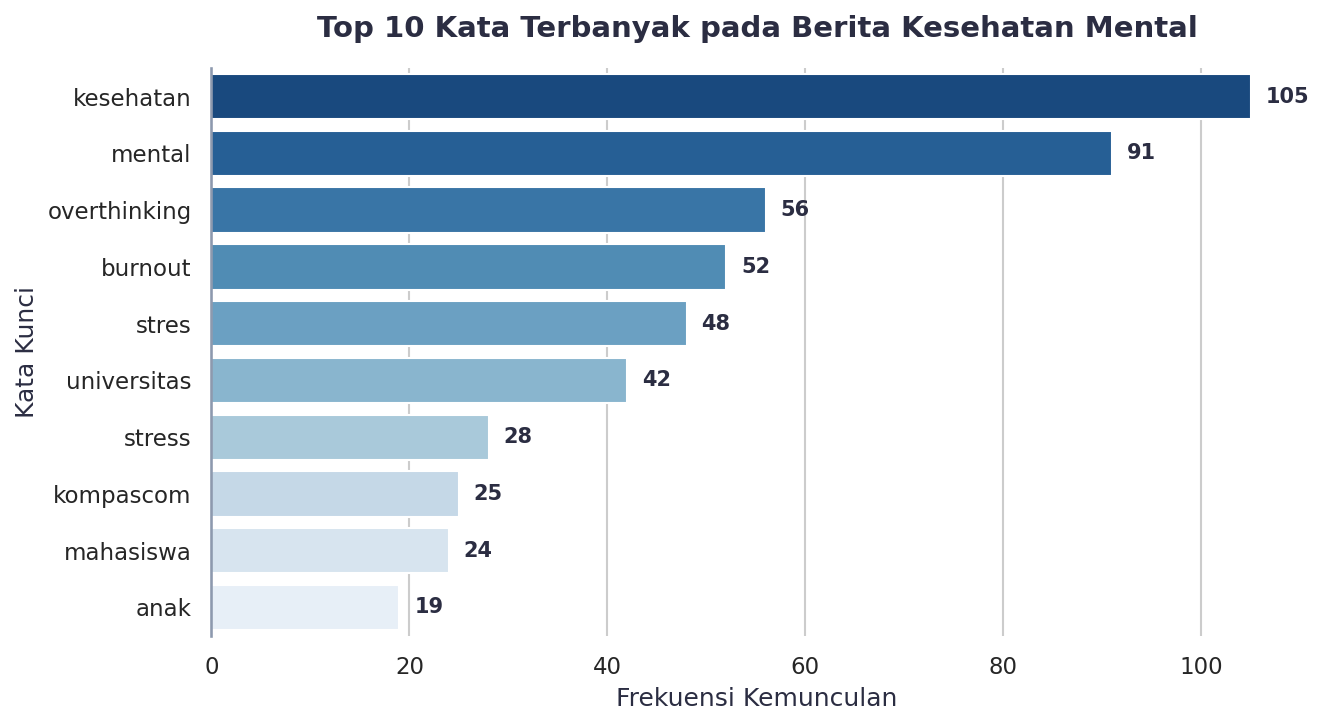 Top 10 Kata Terbanyak pada Berita Kesehatan Mental
Kata Kunci
kesehatan 105
mental 91
overthinking 56
burnout 52
stres 48
universitas 42
stress 28
kompascom 25
mahasiswa 24
anak 19
0 20 40 60 80 100
Frekuensi Kemunculan